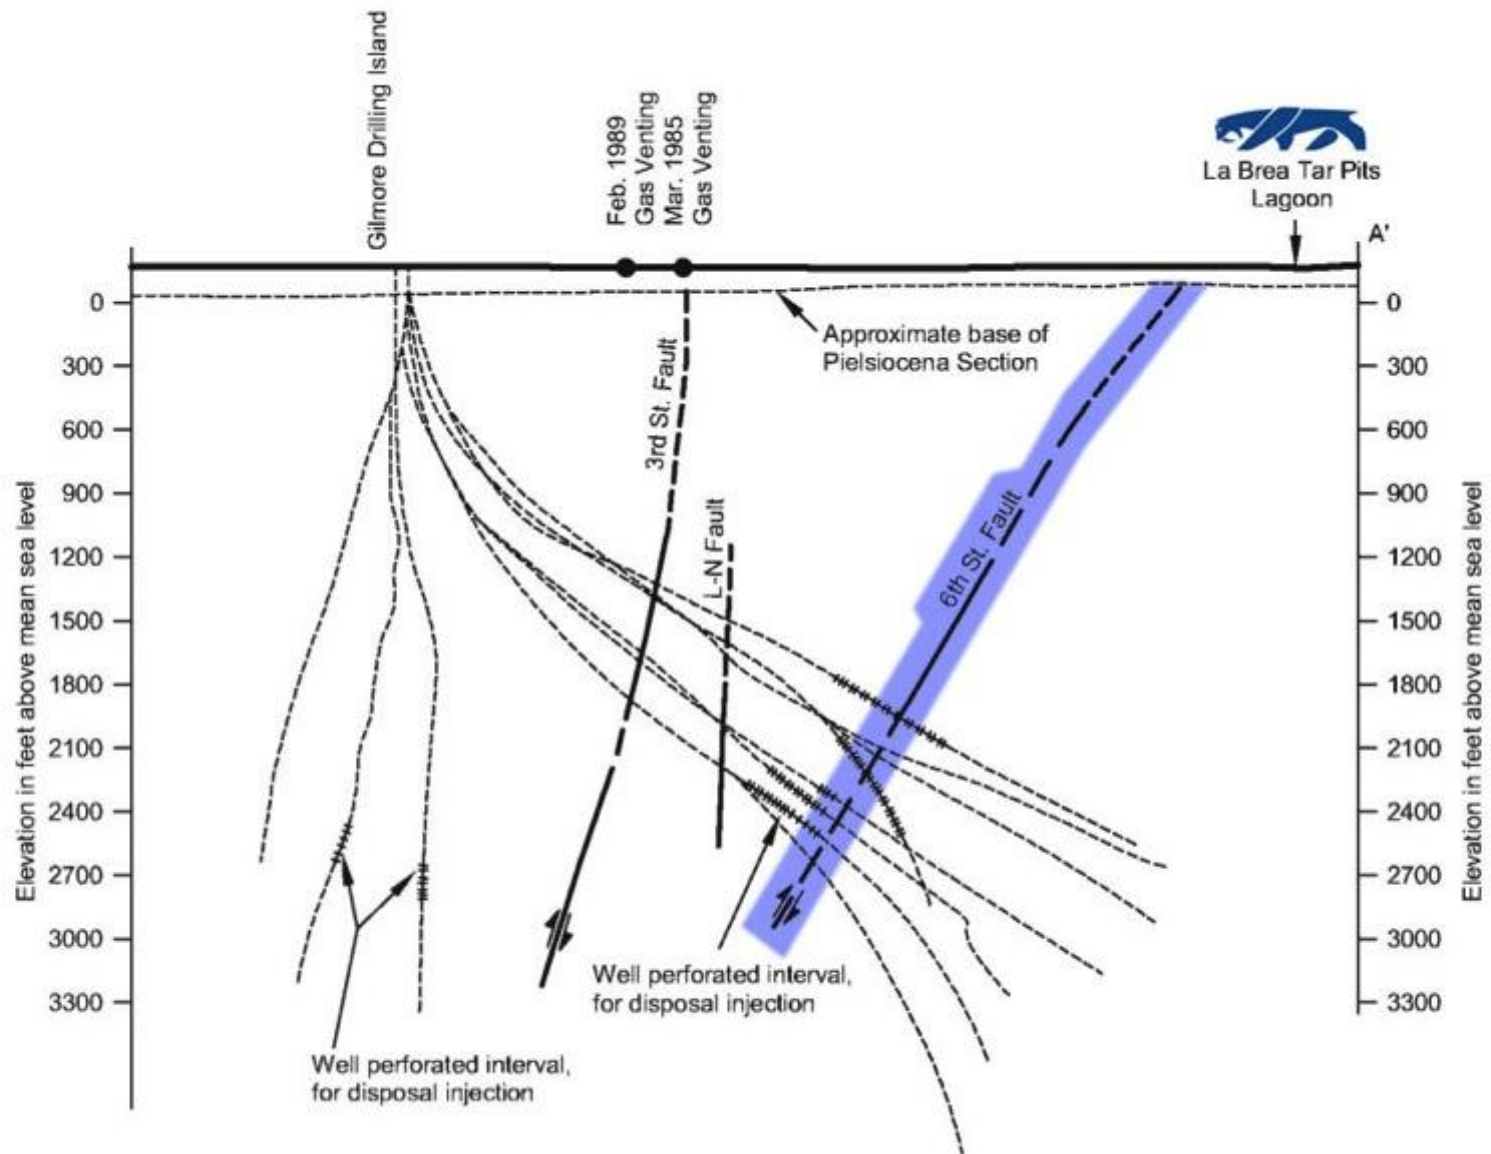 Gilmore Drilling Island
Feb. 1989
Gas Venting
Mar. 1985
Gas Venting
La Brea Tar Pits
Lagoon
A'
0
300
600
900
1200
1500
1800
2100
2400
2700
3000
3300
Elevation in feet above mean sea level
3rd St. Fault
L-N Fault
6th St. Fault
Approximate base of
Pielsiocena Section
Well perforated interval,
for disposal injection
Well perforated interval,
for disposal injection
0
300
600
900
1200
1500
1800
2100
2400
2700
3000
3300
Elevation in feet above mean sea level